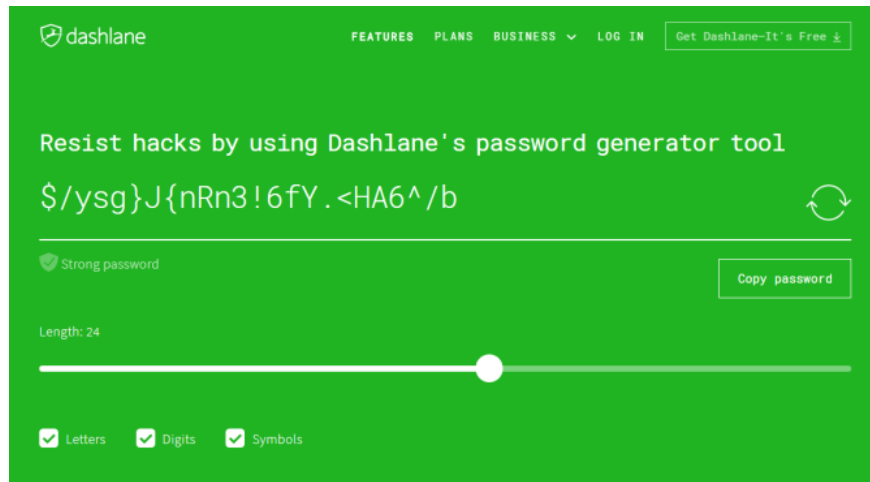 dashlane FEATURES PLANS BUSINESS LOG IN Get Dashlane—It's Free
Resist hacks by using Dashlane's password generator tool
$/ysg}J{nRn3!6fY.<HA6^/b
Strong password
Copy password
Length: 24
Letters Digits Symbols